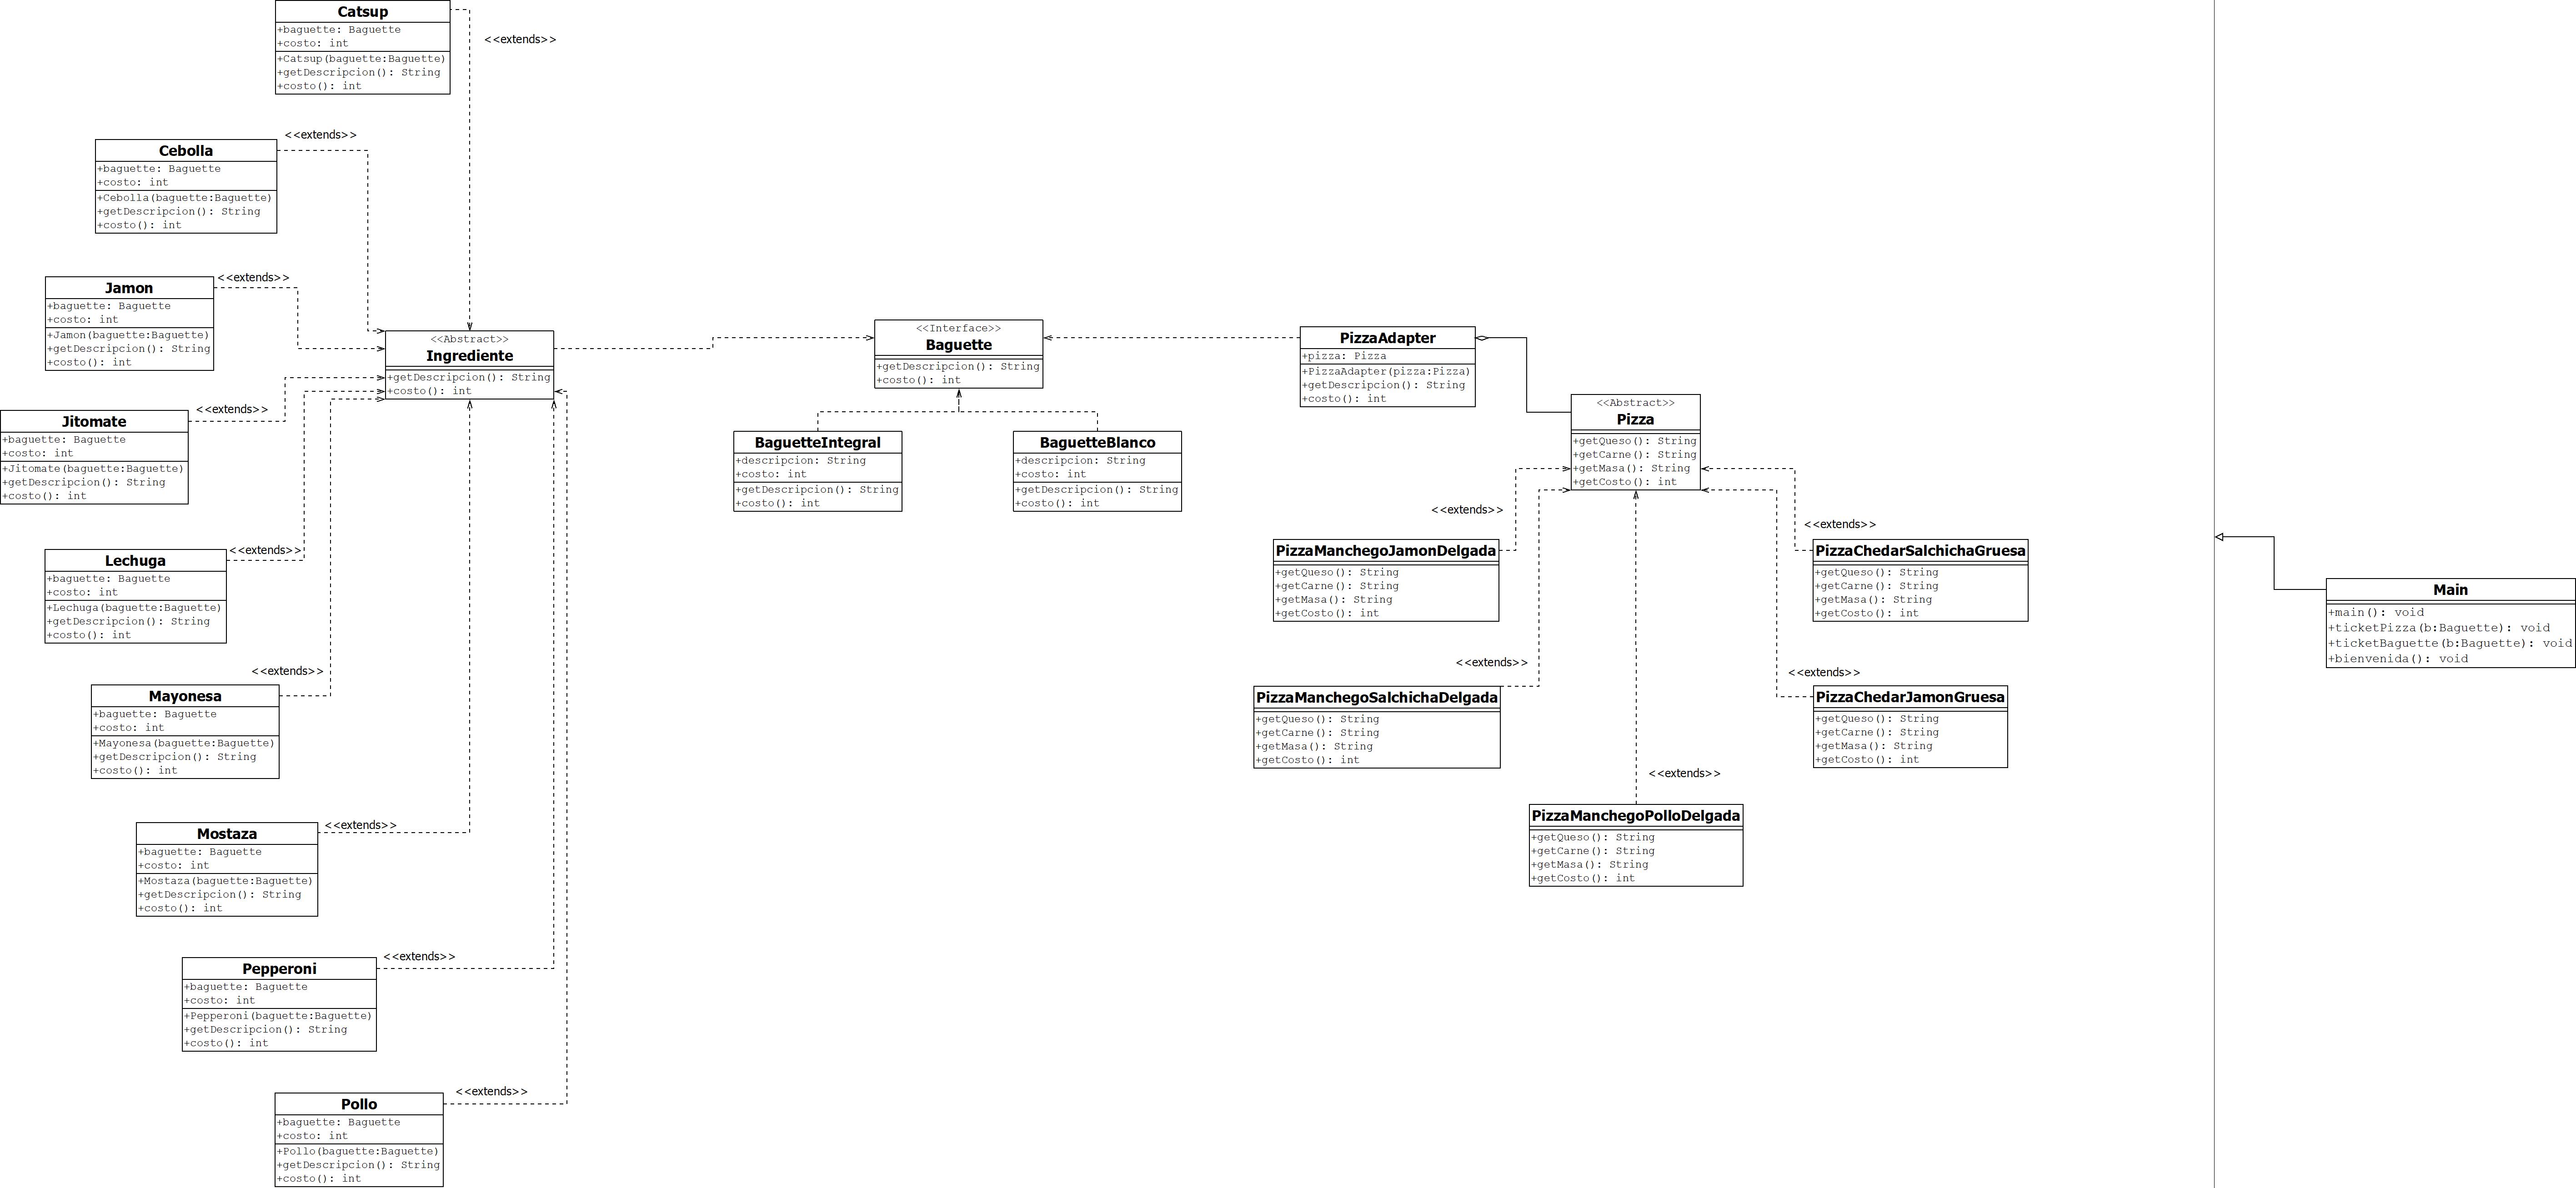 Catsup
+baguette: Baguette
+costo: int
+Catsup(baguette:Baguette)
+getDescripcion(): String
+costo(): int
<<extends>>
Cebolla
+baguette: Baguette
+costo: int
+Cebolla(baguette:Baguette)
+getDescripcion(): String
+costo(): int
<<extends>>
Jamon
+baguette: Baguette
+costo: int
+Jamon(baguette:Baguette)
+getDescripcion(): String
+costo(): int
<<extends>>
Jitomate
+baguette: Baguette
+costo: int
+Jitomate(baguette:Baguette)
+getDescripcion(): String
+costo(): int
<<extends>>
Lechuga
+baguette: Baguette
+costo: int
+Lechuga(baguette:Baguette)
+getDescripcion(): String
+costo(): int
<<extends>>
Mayonesa
+baguette: Baguette
+costo: int
+Mayonesa(baguette:Baguette)
+getDescripcion(): String
+costo(): int
<<extends>>
Mostaza
+baguette: Baguette
+costo: int
+Mostaza(baguette:Baguette)
+getDescripcion(): String
+costo(): int
<<extends>>
Pepperoni
+baguette: Baguette
+costo: int
+Pepperoni(baguette:Baguette)
+getDescripcion(): String
+costo(): int
<<extends>>
Pollo
+baguette: Baguette
+costo: int
+Pollo(baguette:Baguette)
+getDescripcion(): String
+costo(): int
<<extends>>
<<Abstract>>
Ingrediente
+getDescripcion(): String
+costo(): int
<<Interface>>
Baguette
+getDescripcion(): String
+costo(): int
BaguetteIntegral
+descripcion: String
+costo: int
+getDescripcion(): String
+costo(): int
BaguetteBlanco
+descripcion: String
+costo: int
+getDescripcion(): String
+costo(): int
PizzaAdapter
+pizza: Pizza
+PizzaAdapter(pizza:Pizza)
+getDescripcion(): String
+costo(): int
<<Abstract>>
Pizza
+getQueso(): String
+getCarne(): String
+getMasa(): String
+getCosto(): int
<<extends>>
PizzaManchegoJamonDelgada
+getQueso(): String
+getCarne(): String
+getMasa(): String
+getCosto(): int
<<extends>>
PizzaChedarSalchichaGruesa
+getQueso(): String
+getCarne(): String
+getMasa(): String
+getCosto(): int
<<extends>>
PizzaManchegoSalchichaDelgada
+getQueso(): String
+getCarne(): String
+getMasa(): String
+getCosto(): int
<<extends>>
PizzaChedarJamonGruesa
+getQueso(): String
+getCarne(): String
+getMasa(): String
+getCosto(): int
<<extends>>
PizzaManchegoPolloDelgada
+getQueso(): String
+getCarne(): String
+getMasa(): String
+getCosto(): int
Main
+main(): void
+ticketPizza(b:Baguette): void
+ticketBaguette(b:Baguette): void
+bienvenida(): void